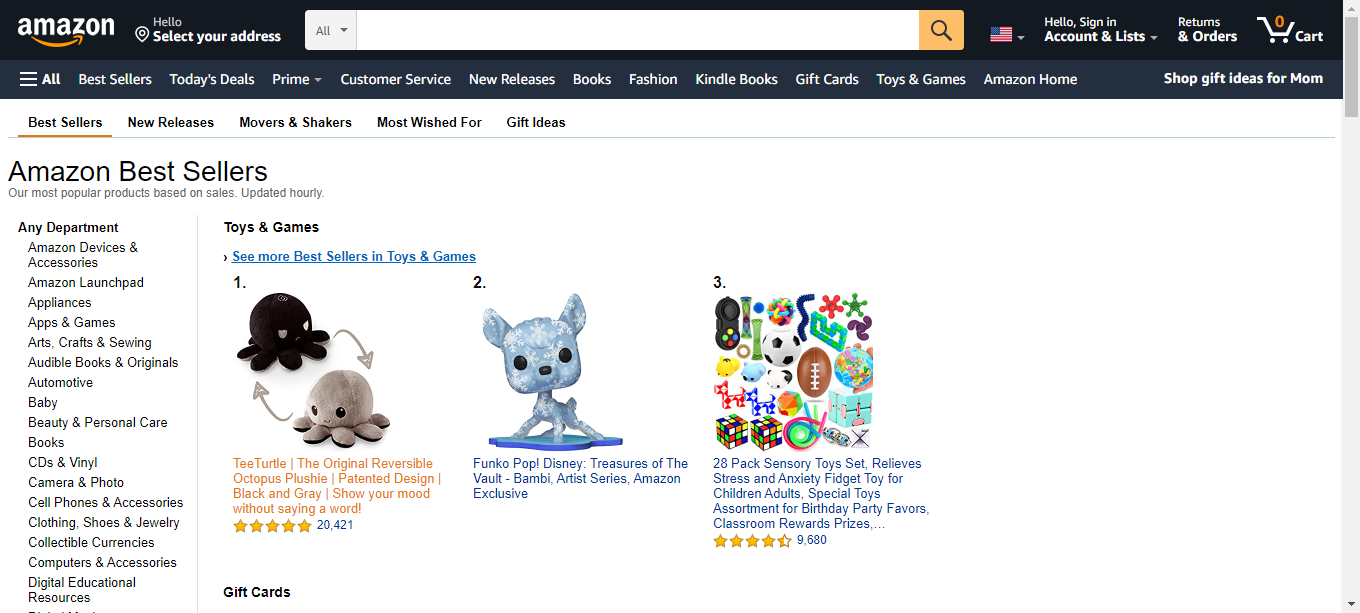 amazon
Hello
Select your address
All
Hello, Sign in
Account & Lists
Returns
& Orders
0
Cart
All
Best Sellers
Today's Deals
Prime
Customer Service
New Releases
Books
Fashion
Kindle Books
Gift Cards
Toys & Games
Amazon Home
Shop gift ideas for Mom
Best Sellers
New Releases
Movers & Shakers
Most Wished For
Gift Ideas
Amazon Best Sellers
Our most popular products based on sales. Updated hourly.
Any Department
Amazon Devices &
Accessories
Amazon Launchpad
Appliances
Apps & Games
Arts, Crafts & Sewing
Audible Books & Originals
Automotive
Baby
Beauty & Personal Care
Books
CDs & Vinyl
Camera & Photo
Cell Phones & Accessories
Clothing, Shoes & Jewelry
Collectible Currencies
Computers & Accessories
Digital Educational
Resources
Toys & Games
› See more Best Sellers in Toys & Games
1.
TeeTurtle | The Original Reversible
Octopus Plushie | Patented Design |
Black and Gray | Show your mood
without saying a word!
20,421
2.
Funko Pop! Disney: Treasures of The
Vault - Bambi, Artist Series, Amazon
Exclusive
3.
28 Pack Sensory Toys Set, Relieves
Stress and Anxiety Fidget Toy for
Children Adults, Special Toys
Assortment for Birthday Party Favors,
Classroom Rewards Prizes,…
9,680
Gift Cards